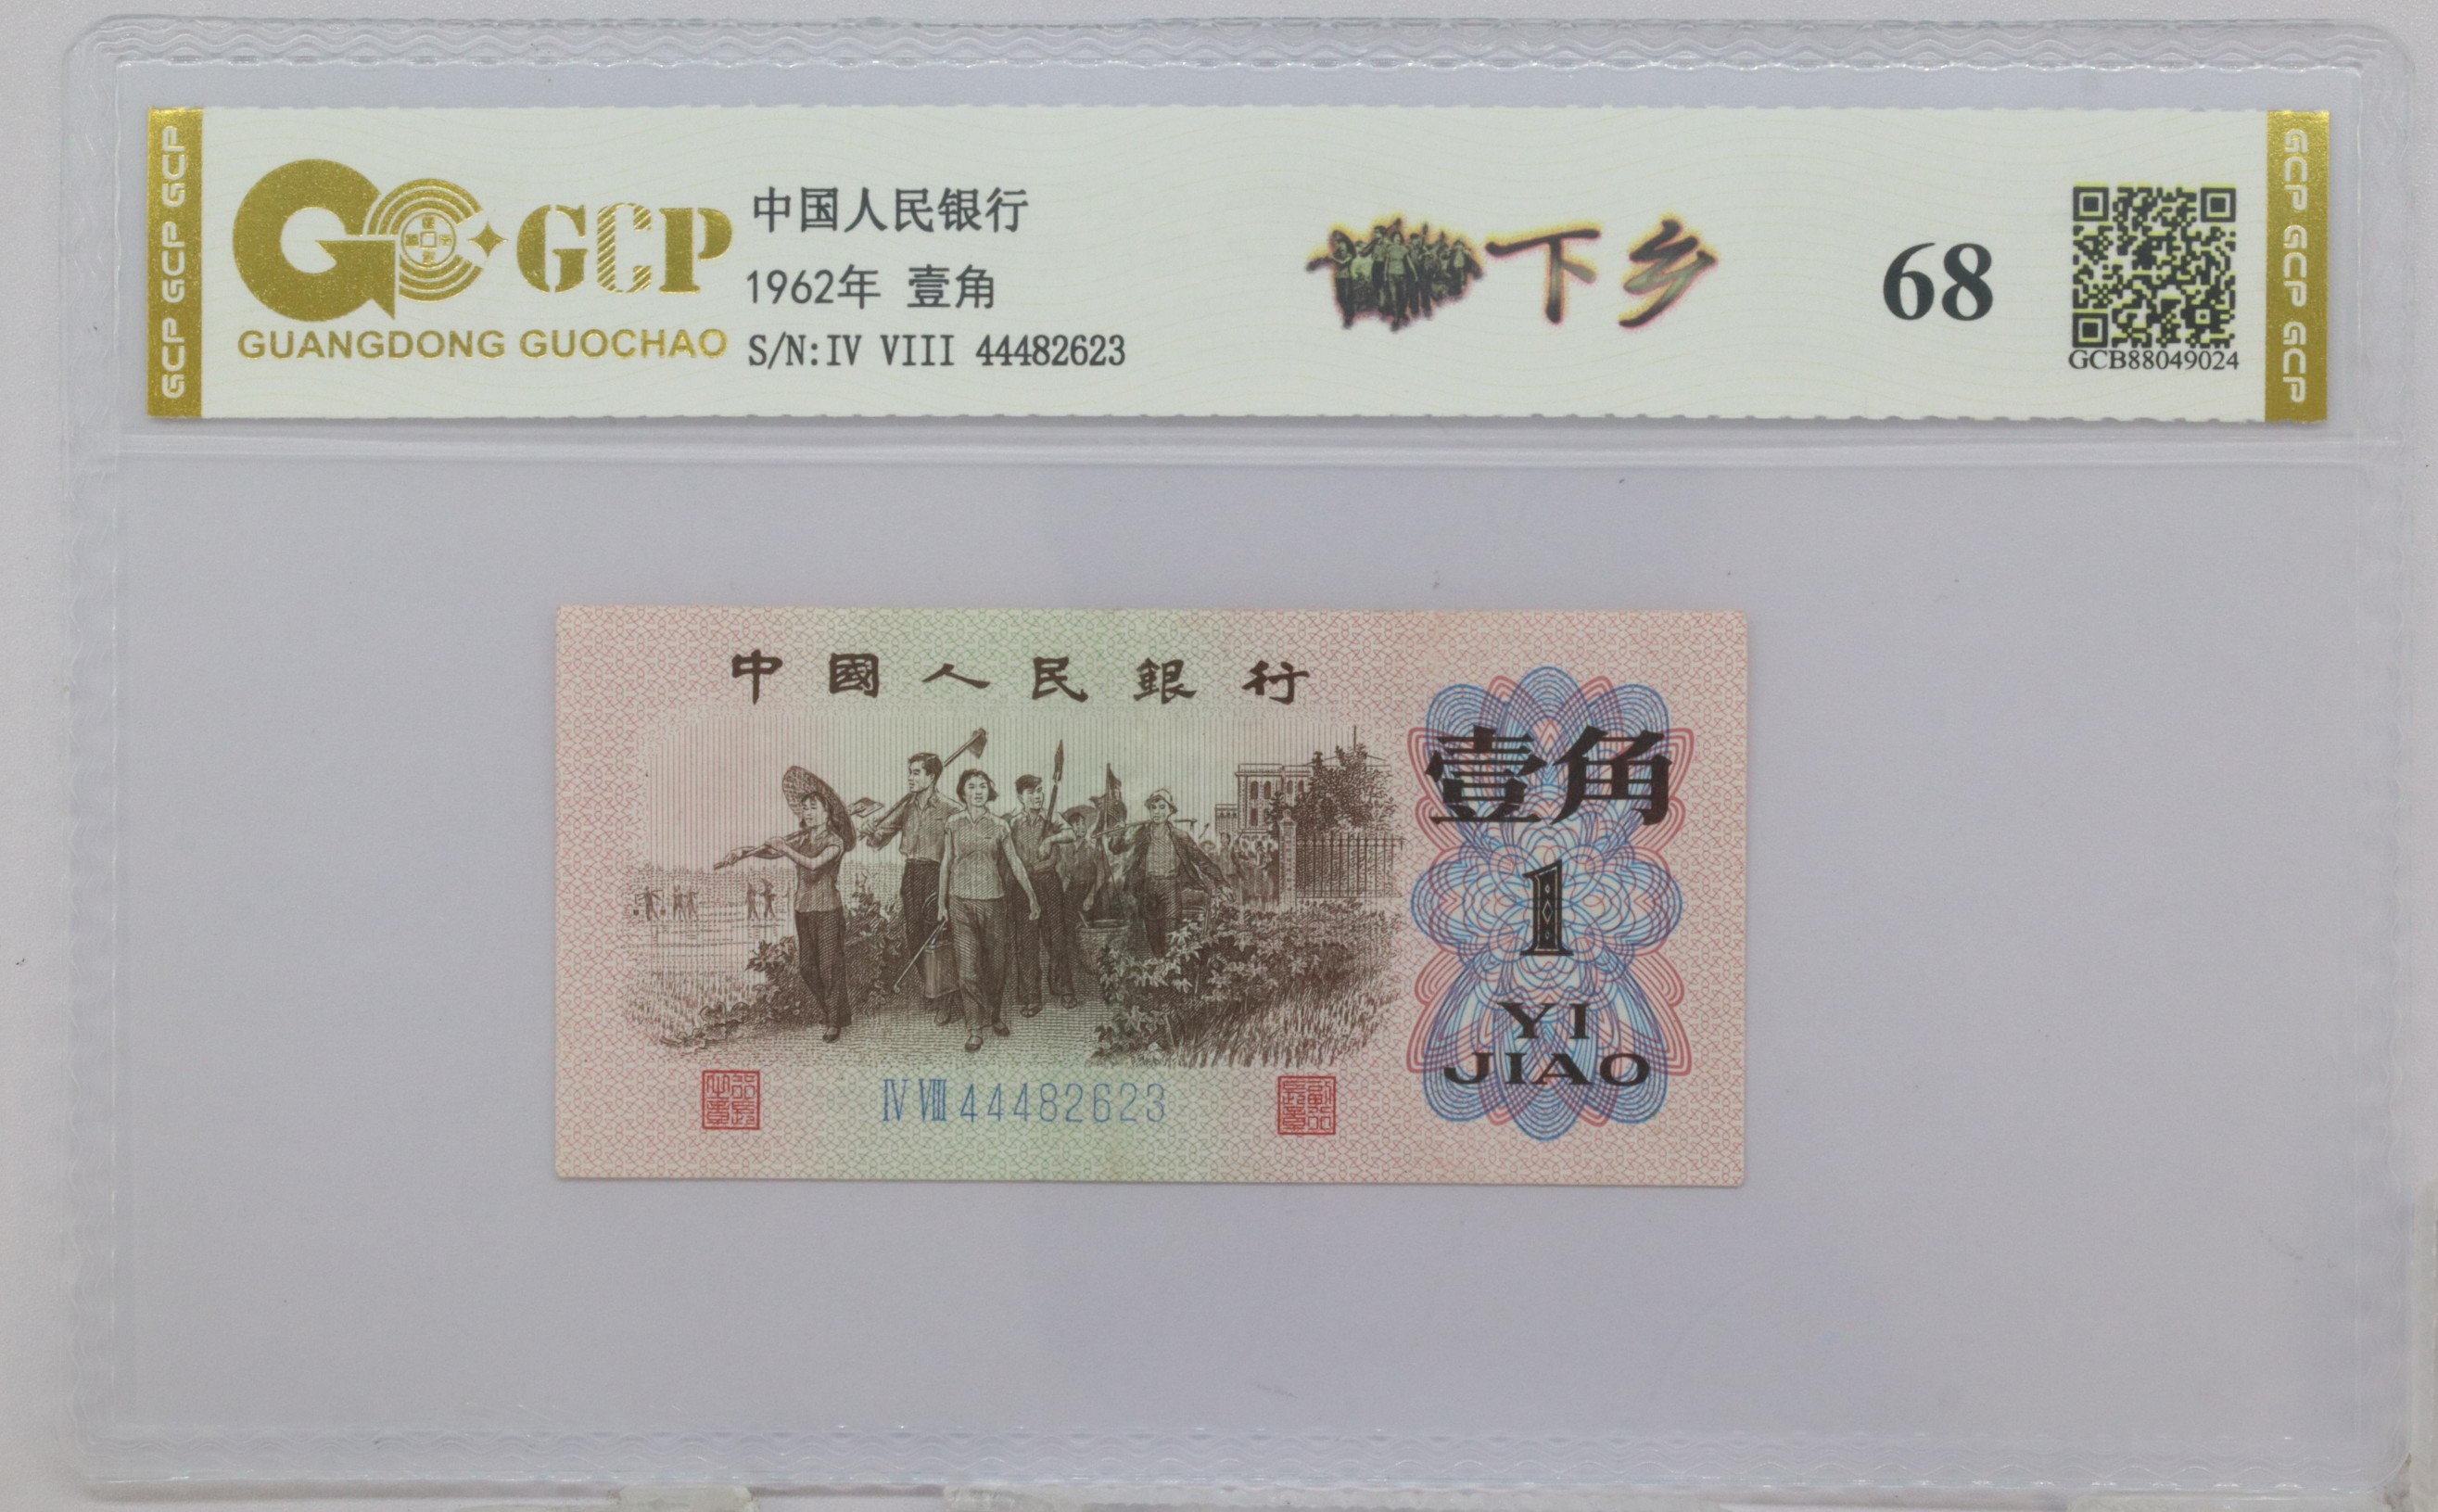 GCP GCP GCP
GCP
GUANGDONG GUOCHAO
中国人民银行
1962年 壹角
S/N:IV VIII 44482623
下乡
68
GCB88049024
GCP GCP GCP
中國人民銀行
壹角
1
YI
JIAO
Ⅳ Ⅷ 44482623